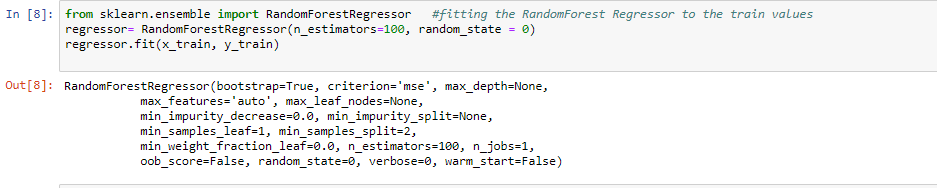 In [8]: from sklearn.ensemble import RandomForestRegressor   #fitting the RandomForest Regressor to the train values
regressor= RandomForestRegressor(n_estimators=100, random_state = 0)
regressor.fit(x_train, y_train)
Out[8]: RandomForestRegressor(bootstrap=True, criterion='mse', max_depth=None,
max_features='auto', max_leaf_nodes=None,
min_impurity_decrease=0.0, min_impurity_split=None,
min_samples_leaf=1, min_samples_split=2,
min_weight_fraction_leaf=0.0, n_estimators=100, n_jobs=1,
oob_score=False, random_state=0, verbose=0, warm_start=False)